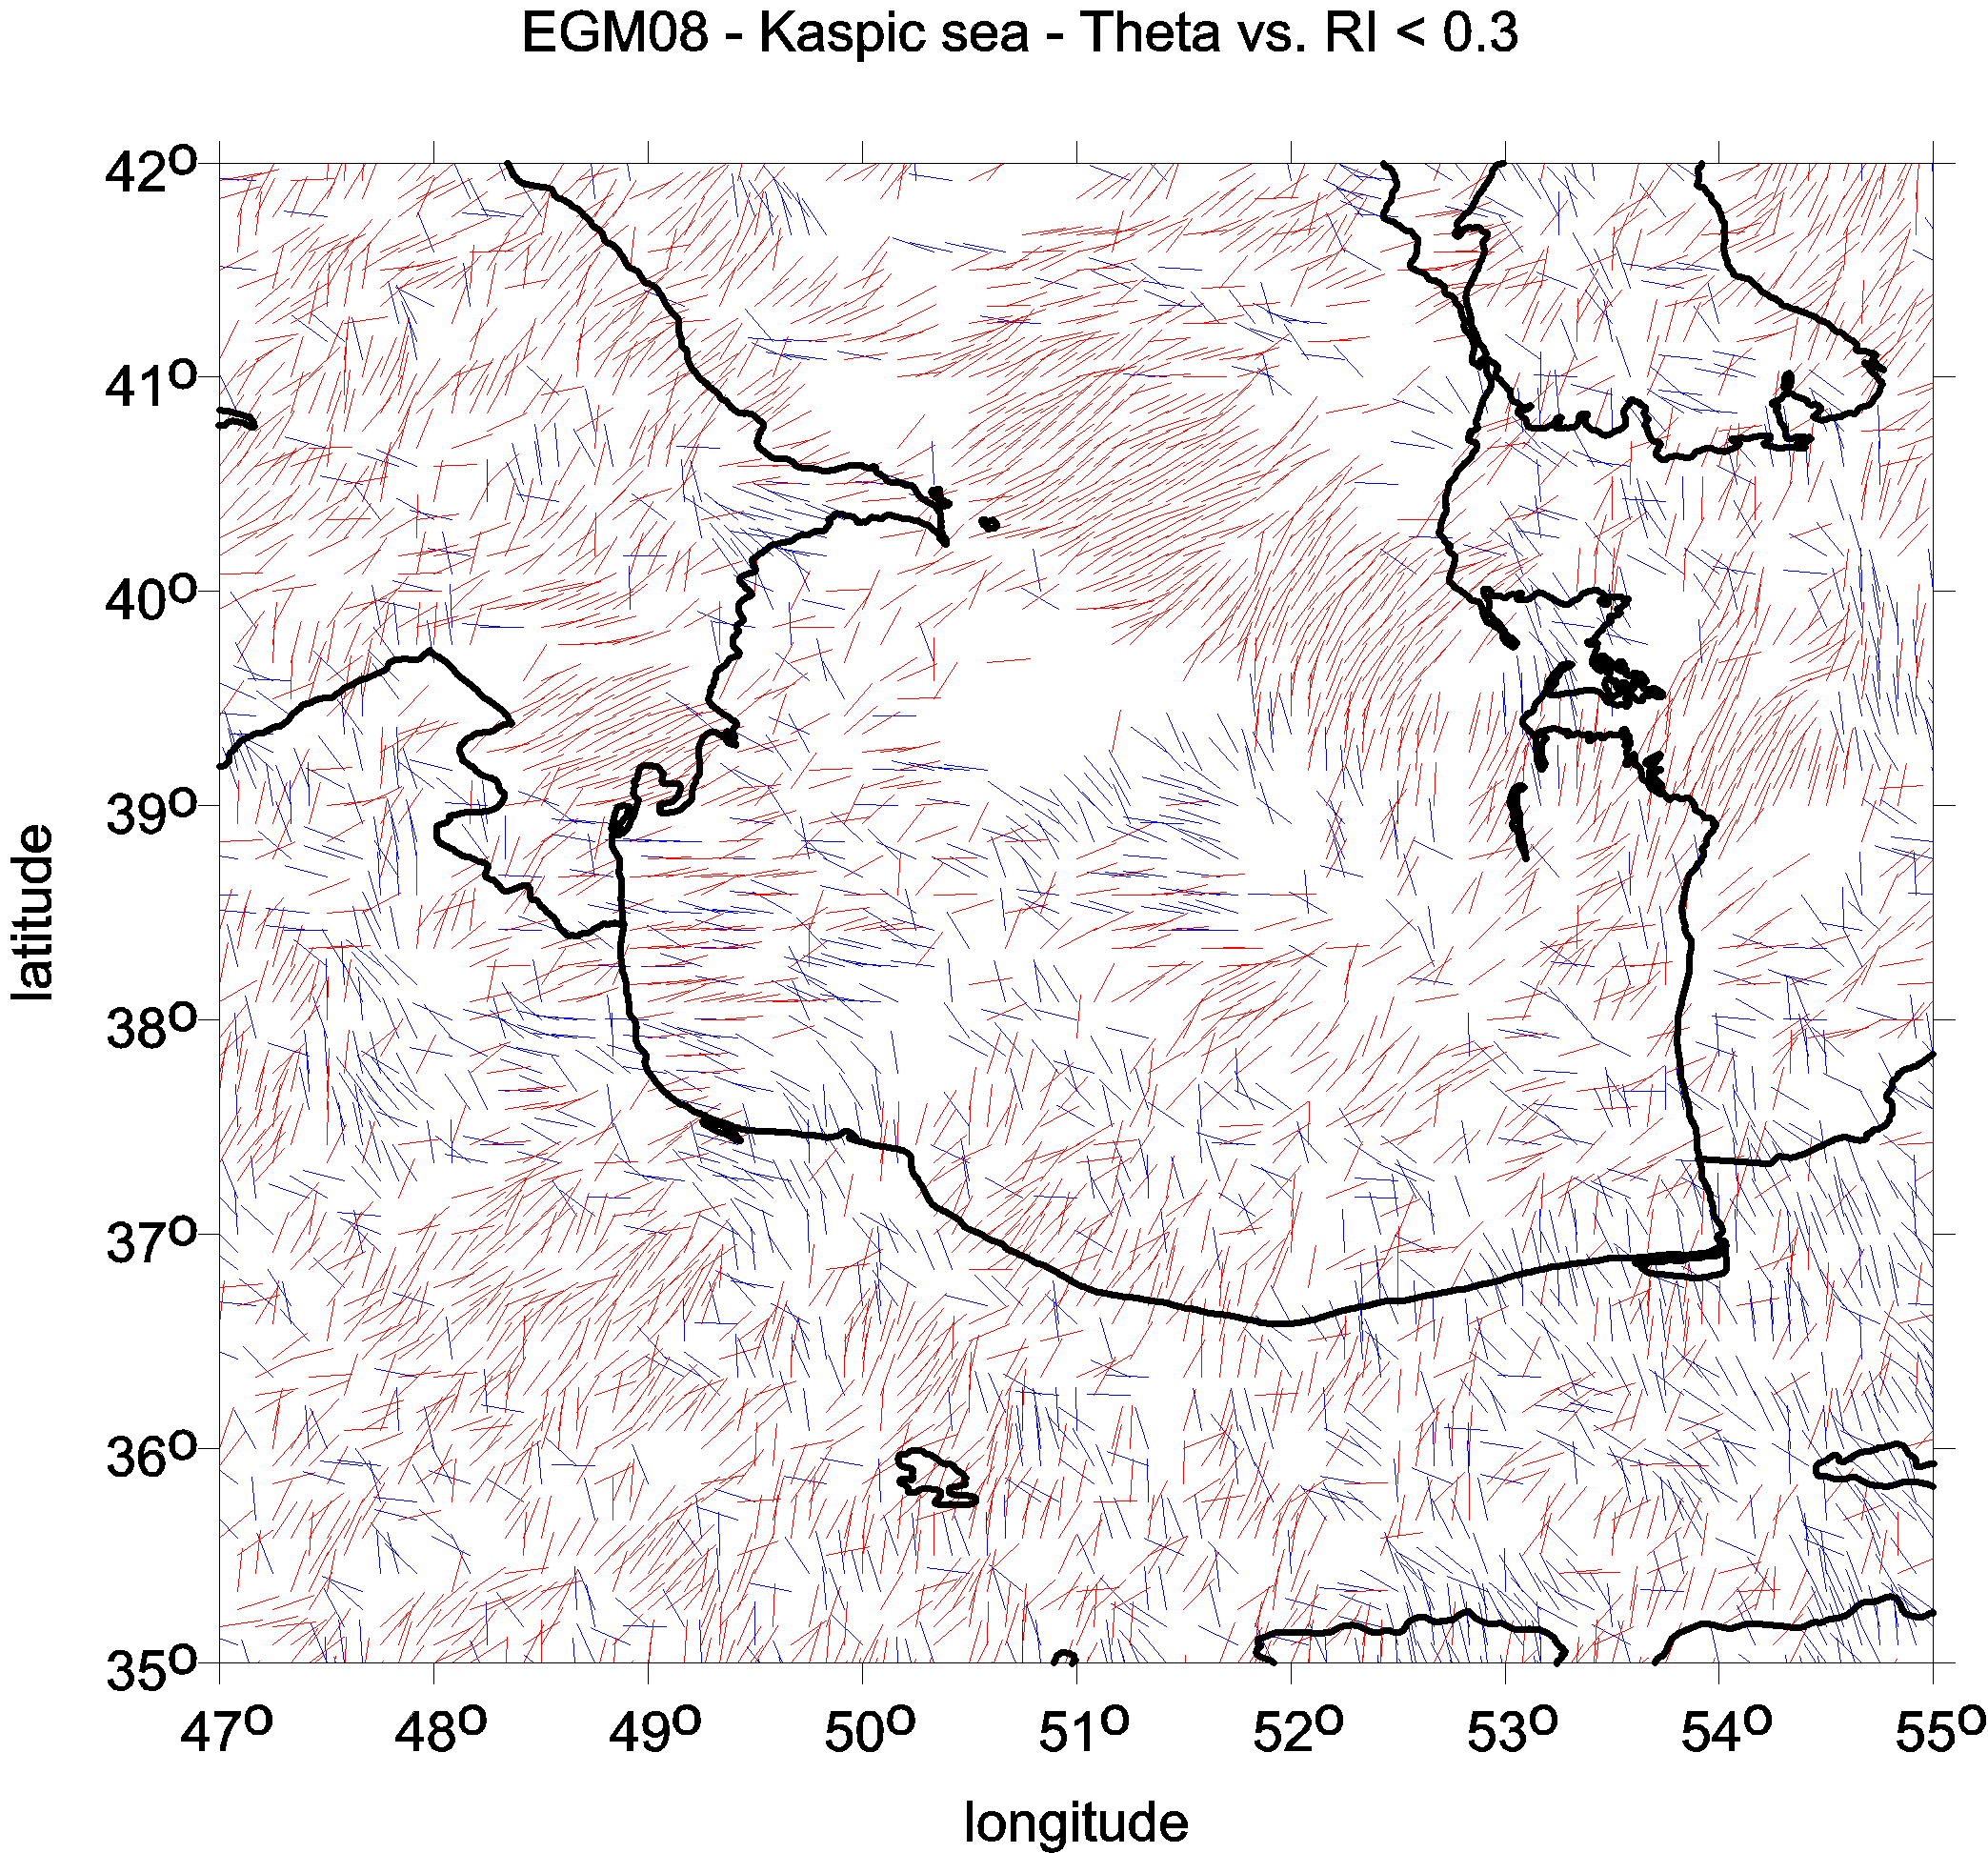 EGM08 - Kaspic sea - Theta vs. RI < 0.3
42º
41º
40º
39º
38º
37º
36º
35º
latitude
47º 48º 49º 50º 51º 52º 53º 54º 55º
longitude